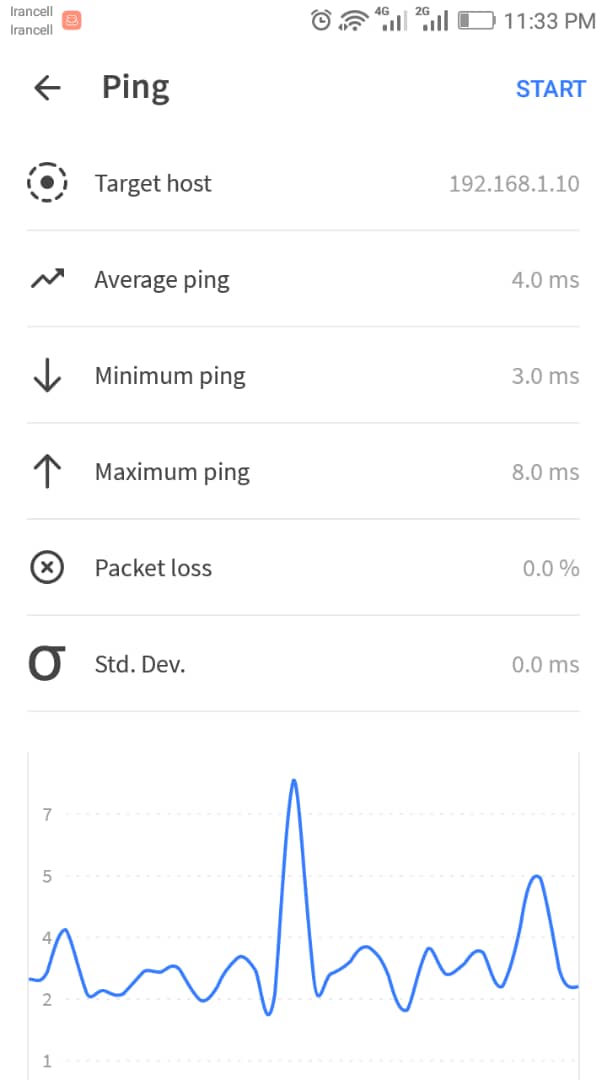 Irancell
Irancell
4G
2G
11:33 PM
Ping
START
Target host
192.168.1.10
Average ping
4.0 ms
Minimum ping
3.0 ms
Maximum ping
8.0 ms
Packet loss
0.0 %
σ
Std. Dev.
0.0 ms
7
5
4
2
1